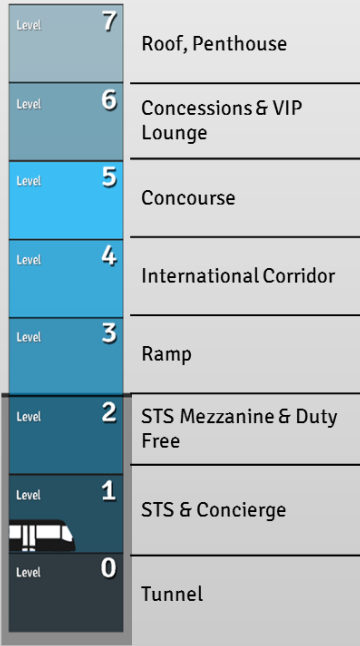 Level 7
Roof, Penthouse
Level 6
Concessions & VIP
Lounge
Level 5
Concourse
Level 4
International Corridor
Level 3
Ramp
Level 2
STS Mezzanine & Duty
Free
Level 1
STS & Concierge
Level 0
Tunnel